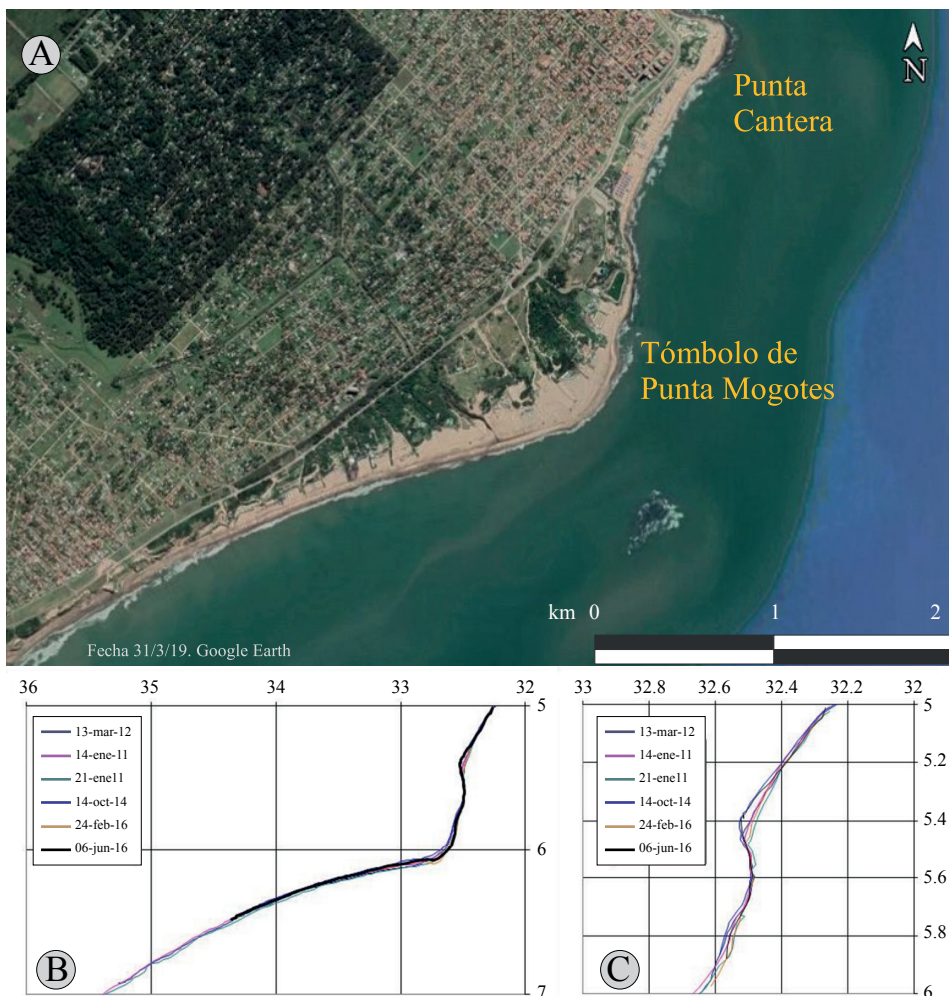 A
N
Punta
Cantera
Tómbolo de
Punta Mogotes
km 0 1 2
Fecha 31/3/19. Google Earth
36 35 34 33 32
5
6
7
13-mar-12
14-ene-11
21-ene11
14-oct-14
24-feb-16
06-jun-16
B
33 32.8 32.6 32.4 32.2 32
5
5.2
5.4
5.6
5.8
6
13-mar-12
14-ene-11
21-ene11
14-oct-14
24-feb-16
06-jun-16
C